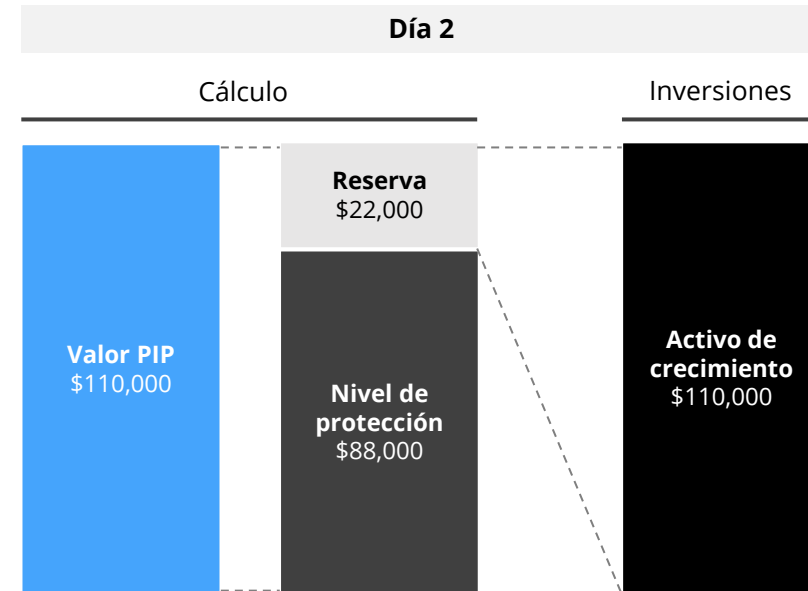 Día 2
Cálculo
Inversiones
Reserva
$22,000
Valor PIP
$110,000
Nivel de
protección
$88,000
Activo de
crecimiento
$110,000